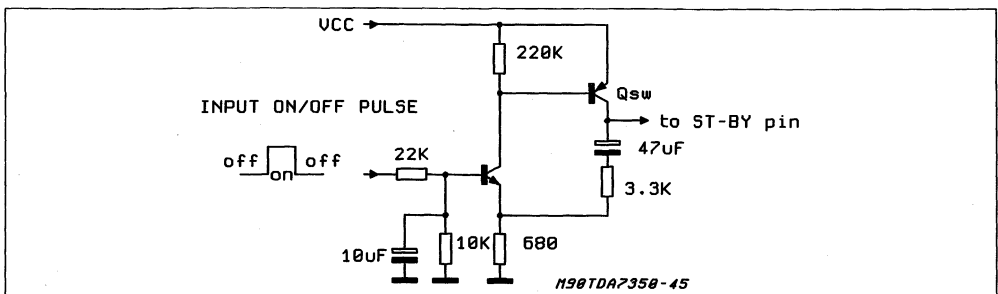 VCC
220K
Qsw
INPUT ON/OFF PULSE
to ST-BY pin
47uF
22K
off on off
3.3K
10uF
10K
680
M90TDA7350-45